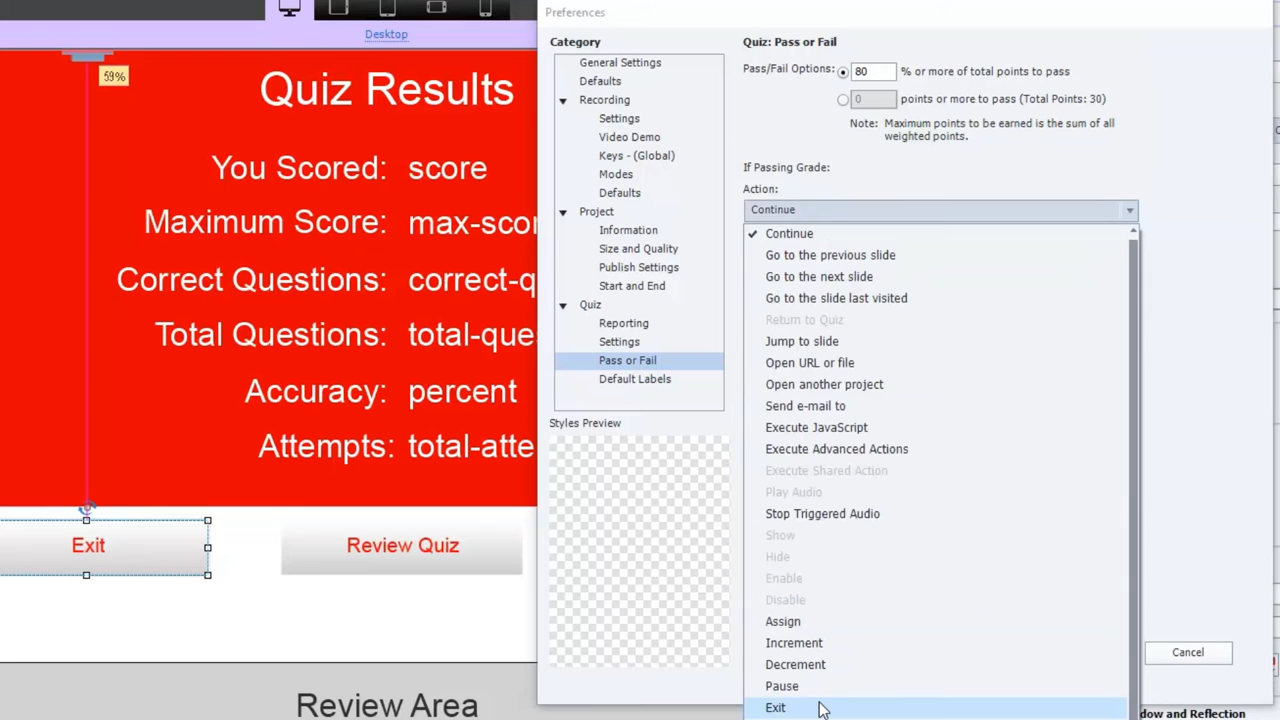 Desktop
59%
Quiz Results
You Scored: score
Maximum Score: max-scor
Correct Questions: correct-q
Total Questions: total-ques
Accuracy: percent
Attempts: total-atte
Exit
Review Quiz
Review Area
Preferences
Category
General Settings
Defaults
Recording
Settings
Video Demo
Keys - (Global)
Modes
Defaults
Project
Information
Size and Quality
Publish Settings
Start and End
Quiz
Reporting
Settings
Pass or Fail
Default Labels
Styles Preview
Quiz: Pass or Fail
Pass/Fail Options: 80 % or more of total points to pass
0 points or more to pass (Total Points: 30)
Note: Maximum points to be earned is the sum of all
weighted points.
If Passing Grade:
Action:
Continue
Continue
Go to the previous slide
Go to the next slide
Go to the slide last visited
Return to Quiz
Jump to slide
Open URL or file
Open another project
Send e-mail to
Execute JavaScript
Execute Advanced Actions
Execute Shared Action
Play Audio
Stop Triggered Audio
Show
Hide
Enable
Disable
Assign
Increment
Decrement
Pause
Exit
Cancel
dow and Reflection